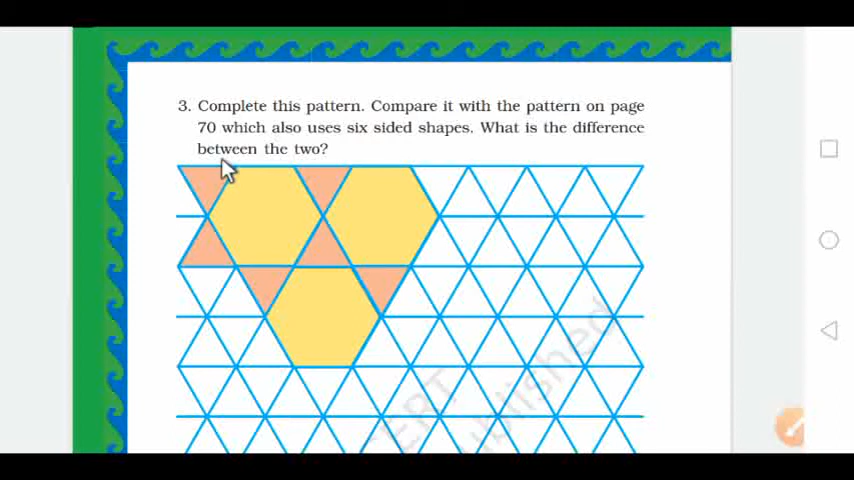 3. Complete this pattern. Compare it with the pattern on page
70 which also uses six sided shapes. What is the difference
between the two?